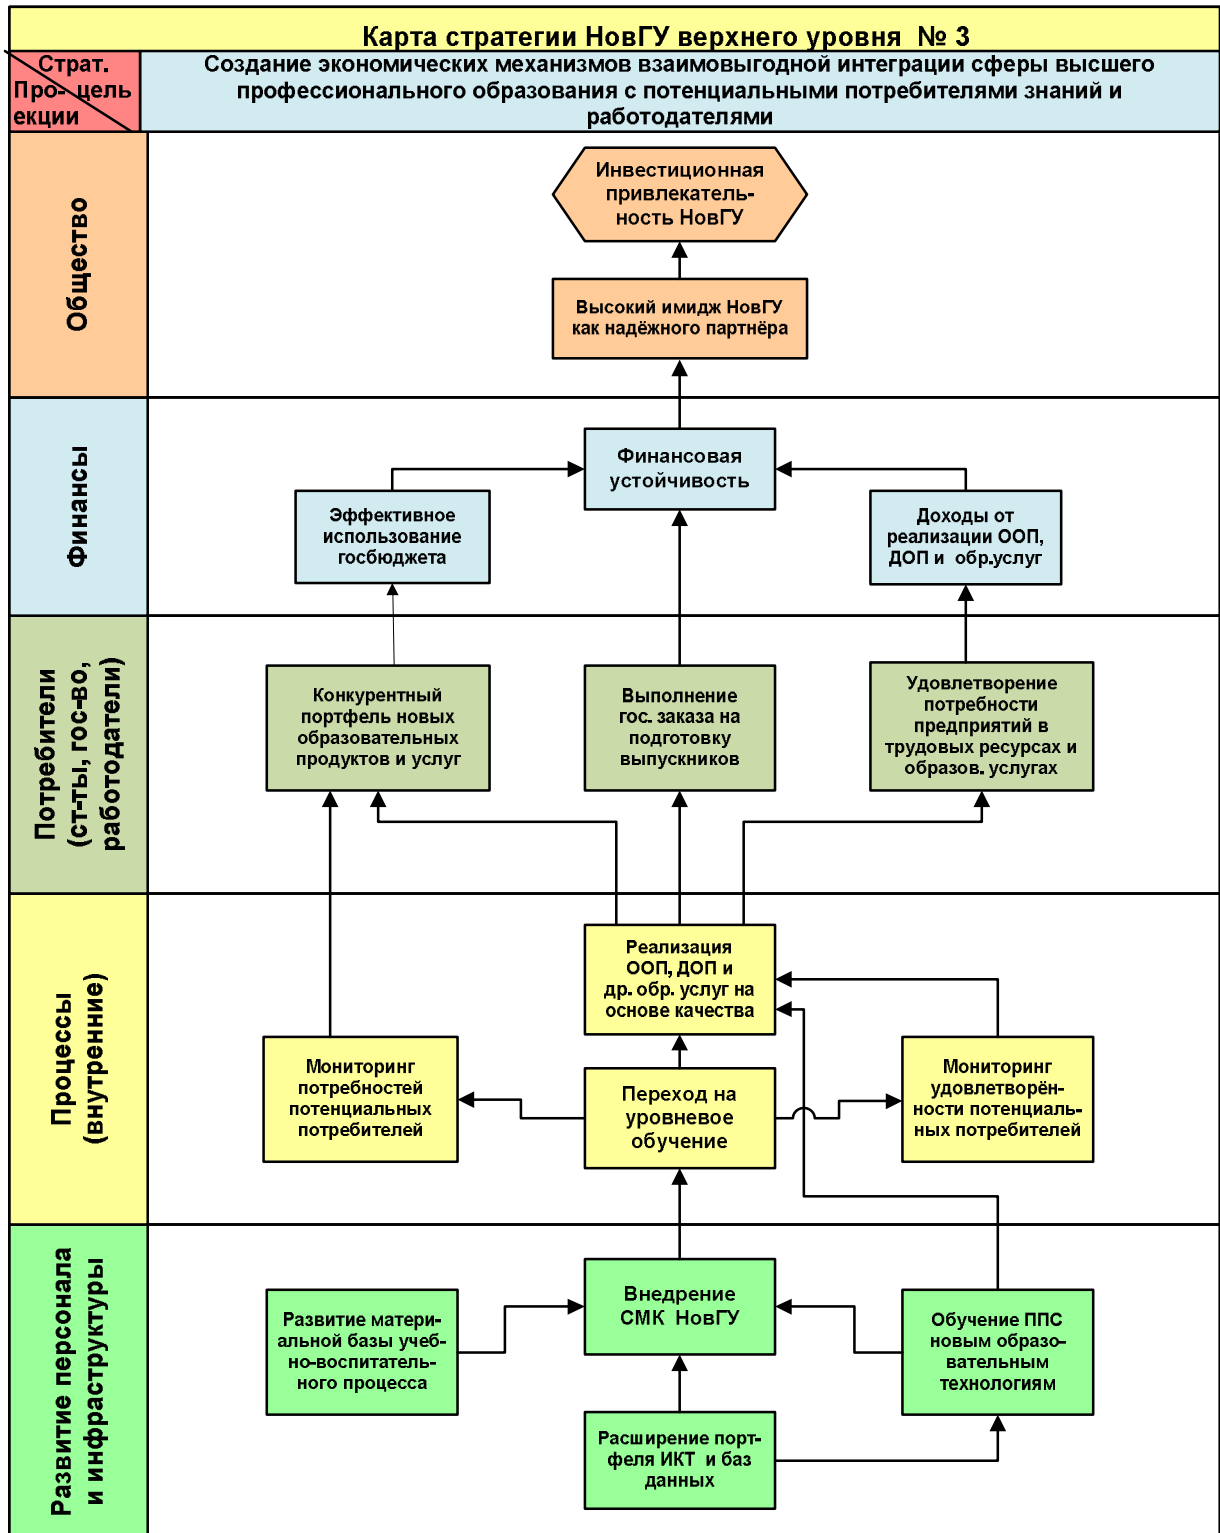 Карта стратегии НовГУ верхнего уровня № 3
Страт.
Про- цель
екции
Создание экономических механизмов взаимовыгодной интеграции сферы высшего
профессионального образования с потенциальными потребителями знаний и
работодателями
Общество
Инвестиционная
привлекатель-
ность НовГУ
Высокий имидж НовГУ
как надёжного партнёра
Финансы
Финансовая
устойчивость
Эффективное
использование
госбюджета
Доходы от
реализации ООП,
ДОП и обр.услуг
Потребители
(ст-ты, гос-во,
работодатели)
Конкурентный
портфель новых
образовательных
продуктов и услуг
Выполнение
гос. заказа на
подготовку
выпускников
Удовлетворение
потребности
предприятий в
трудовых ресурсах и
образов. услугах
Процессы
(внутренние)
Реализация
ООП, ДОП и
др. обр. услуг на
основе качества
Мониторинг
потребностей
потенциальных
потребителей
Переход на
уровневое
обучение
Мониторинг
удовлетворён-
ности потенциаль-
ных потребителей
Развитие персонала
и инфраструктуры
Внедрение
СМК НовГУ
Развитие матери-
альной базы учеб-
но-воспитатель-
ного процесса
Обучение ППС
новым образо-
вательным
технологиям
Расширение порт-
феля ИКТ и баз
данных